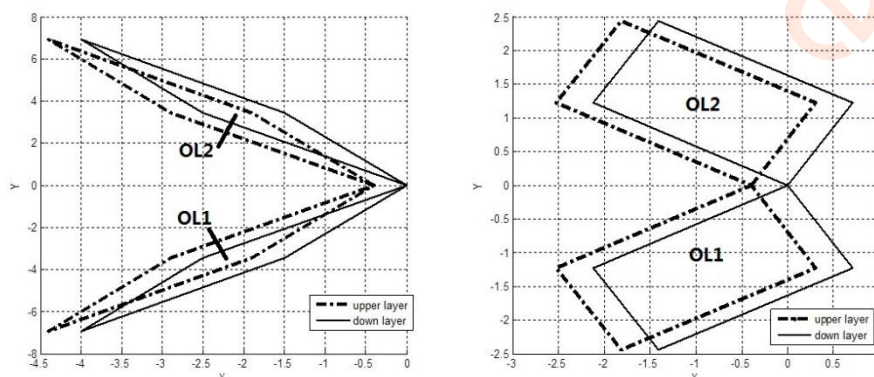 8
6
4
2
0
-2
-4
-6
-8
Y
OL2
OL1
upper layer
down layer
-4.5 -4 -3.5 -3 -2.5 -2 -1.5 -1 -0.5 0
2.5
2
1.5
1
0.5
0
-0.5
-1
-1.5
-2
-2.5
Y
OL2
OL1
upper layer
down layer
-3 -2.5 -2 -1.5 -1 -0.5 0 0.5